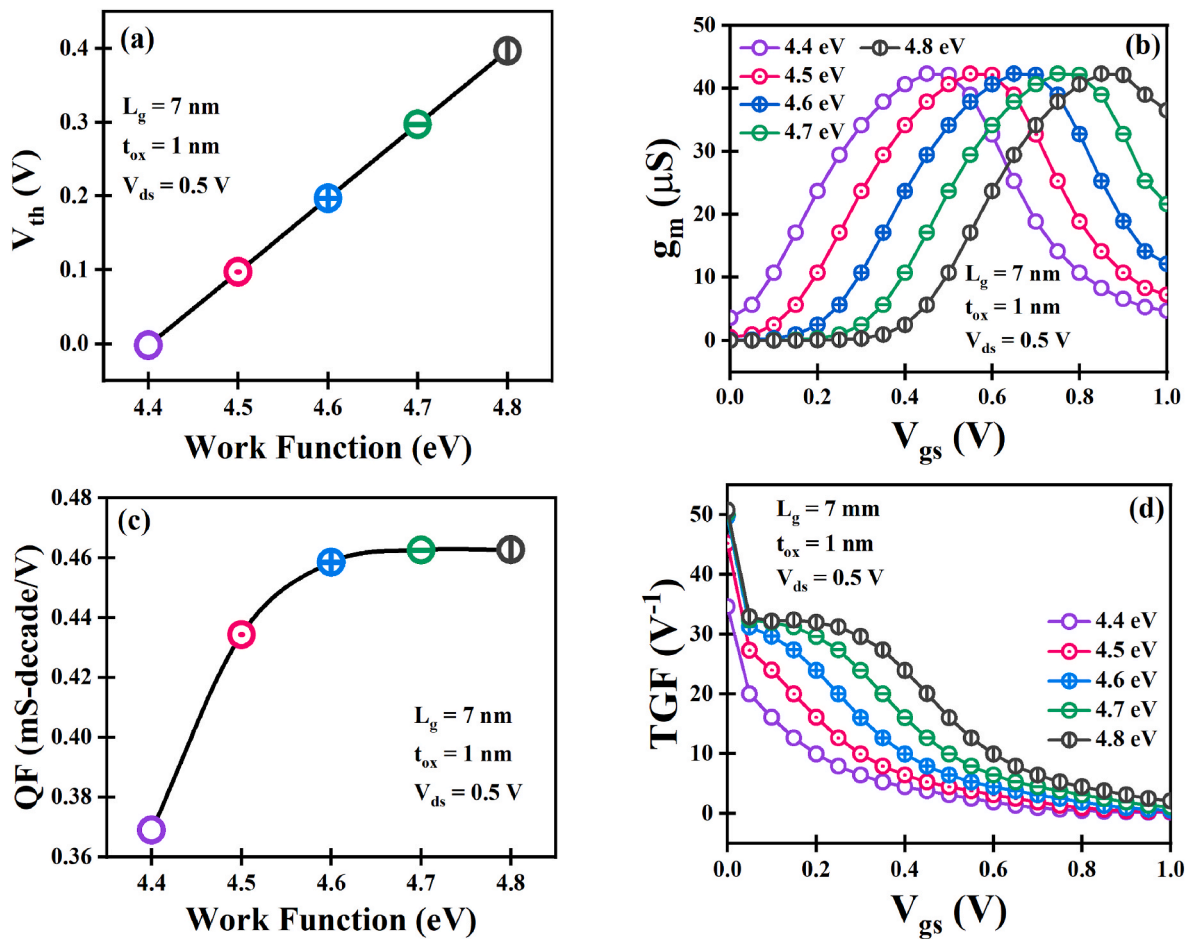 (a)
0.4
0.3
0.2
0.1
0.0
V_th (V)
L_g = 7 nm
t_ox = 1 nm
V_ds = 0.5 V
4.4 4.5 4.6 4.7 4.8
Work Function (eV)
(b)
50
40
30
20
10
0
g_m (μS)
4.4 eV 4.8 eV
4.5 eV
4.6 eV
4.7 eV
L_g = 7 nm
t_ox = 1 nm
V_ds = 0.5 V
0.0 0.2 0.4 0.6 0.8 1.0
V_gs (V)
(c)
0.48
0.46
0.44
0.42
0.40
0.38
0.36
QF (mS-decade/V)
L_g = 7 nm
t_ox = 1 nm
V_ds = 0.5 V
4.4 4.5 4.6 4.7 4.8
Work Function (eV)
(d)
50
40
30
20
10
0
TGF (V⁻¹)
L_g = 7 mm
t_ox = 1 nm
V_ds = 0.5 V
4.4 eV
4.5 eV
4.6 eV
4.7 eV
4.8 eV
0.0 0.2 0.4 0.6 0.8 1.0
V_gs (V)